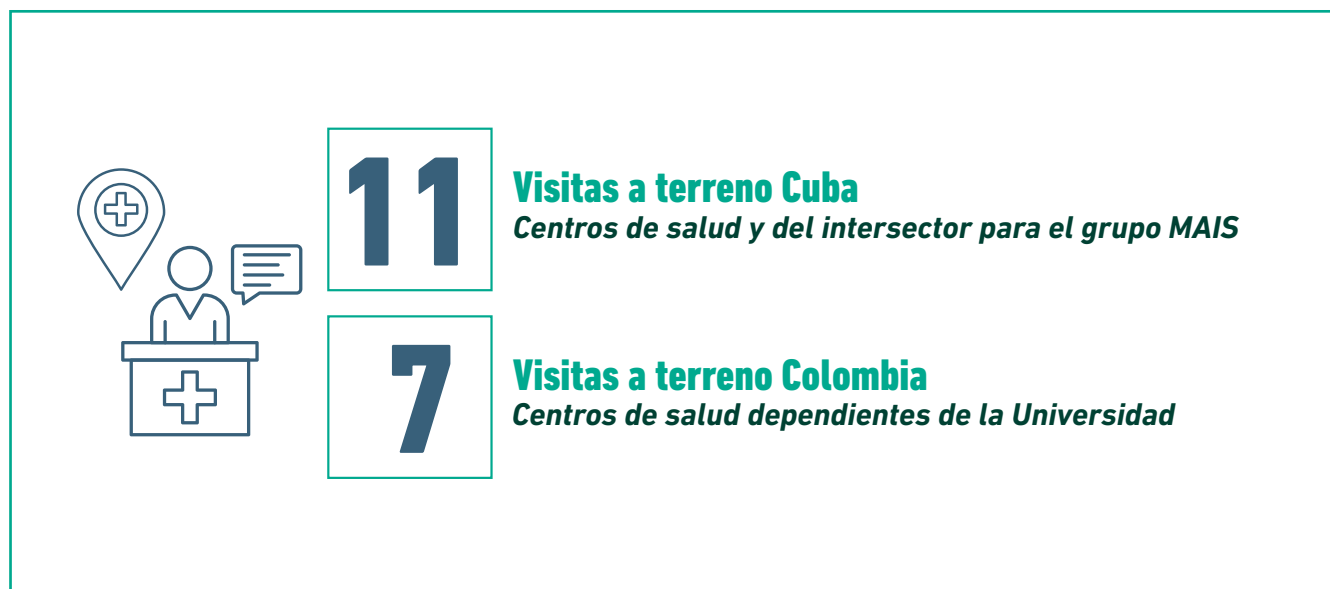 11
Visitas a terreno Cuba
Centros de salud y del intersector para el grupo MAIS
7
Visitas a terreno Colombia
Centros de salud dependientes de la Universidad